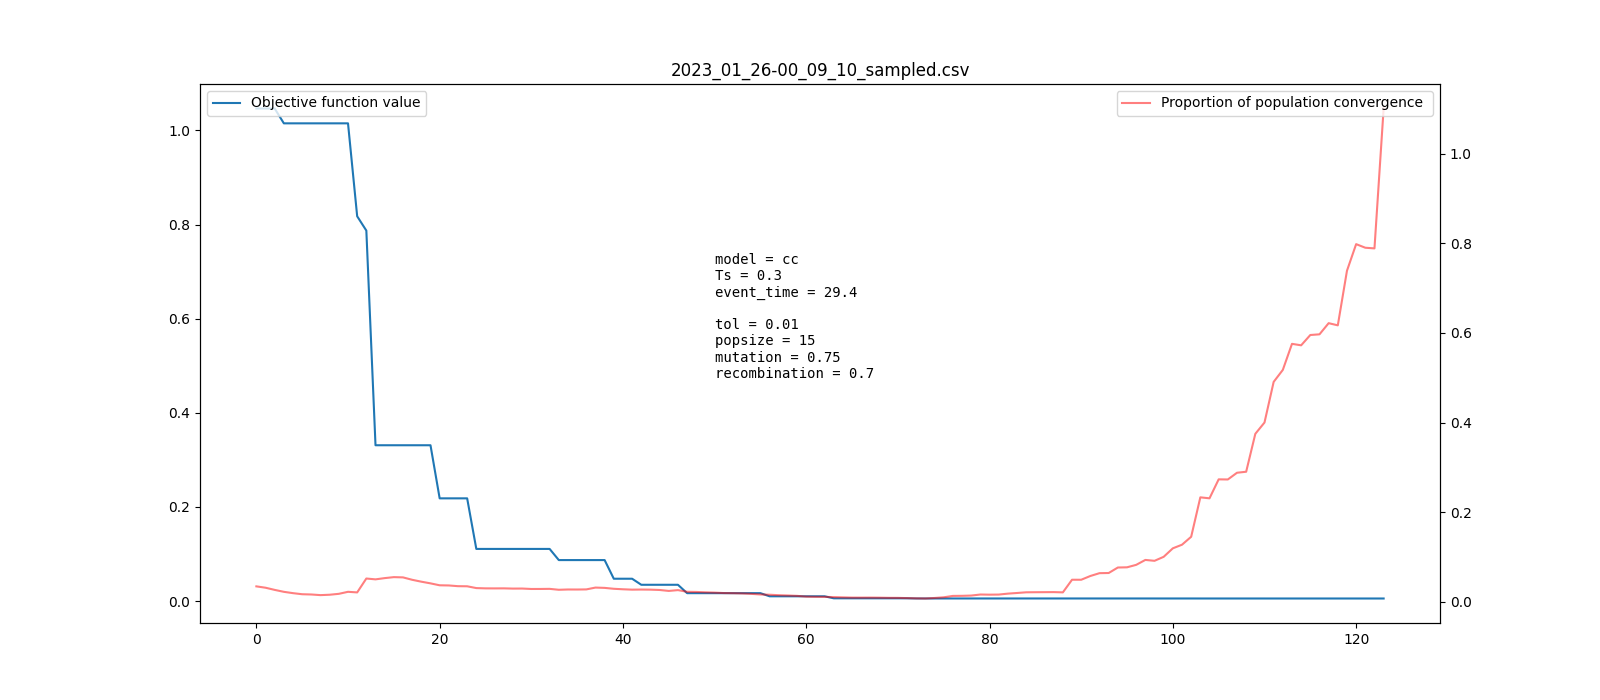 2023_01_26-00_09_10_sampled.csv
Objective function value
Proportion of population convergence
1.0
0.8
0.6
0.4
0.2
0.0
model = cc
Ts = 0.3
event_time = 29.4
tol = 0.01
popsize = 15
mutation = 0.75
recombination = 0.7
1.0
0.8
0.6
0.4
0.2
0.0
0 20 40 60 80 100 120